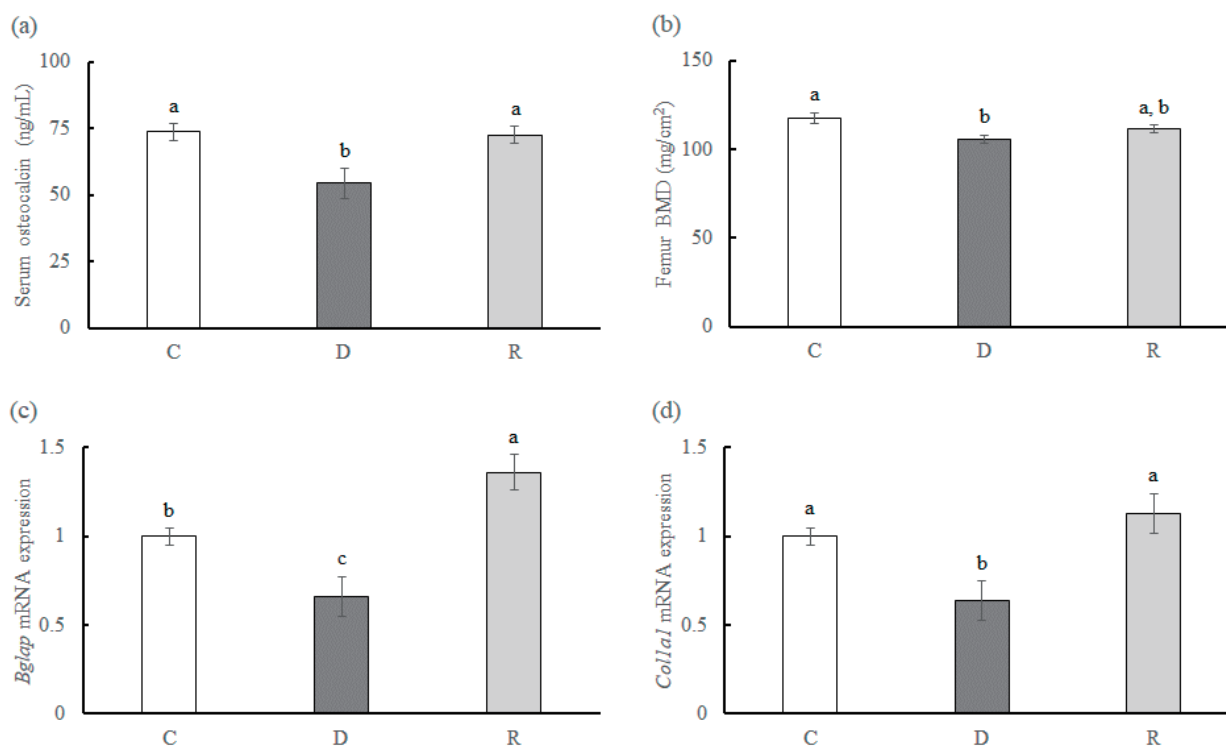 (a)
100
75
50
25
0
Serum osteocalcin (ng/mL)
a
b
a
C D R
(b)
150
100
50
0
Femur BMD (mg/cm²)
a
b
a, b
C D R
(c)
1.5
1
0.5
0
Bglap mRNA expression
b
c
a
C D R
(d)
1.5
1
0.5
0
Col1a1 mRNA expression
a
b
a
C D R